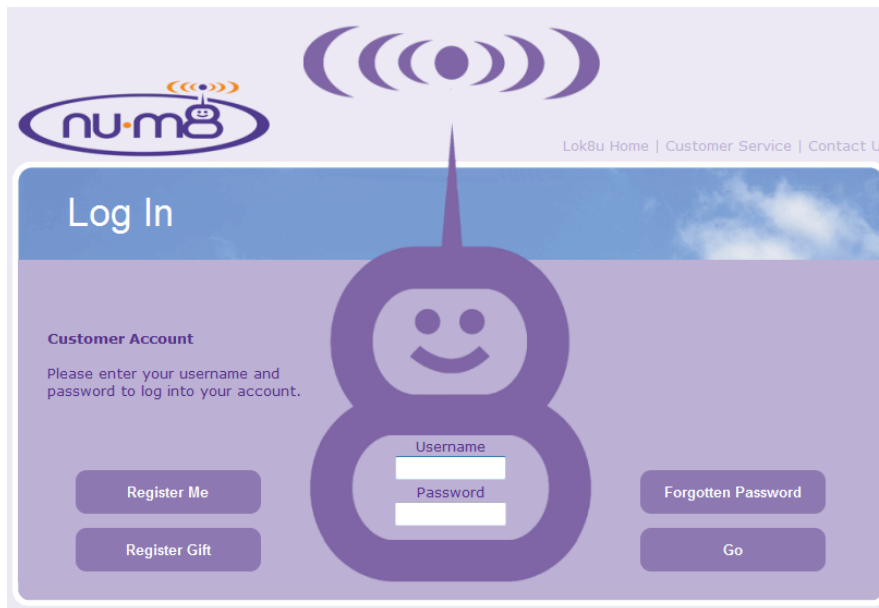 nu·m8
Lok8u Home | Customer Service | Contact U
Log In
Customer Account
Please enter your username and
password to log into your account.
Username
Password
Register Me
Forgotten Password
Register Gift
Go